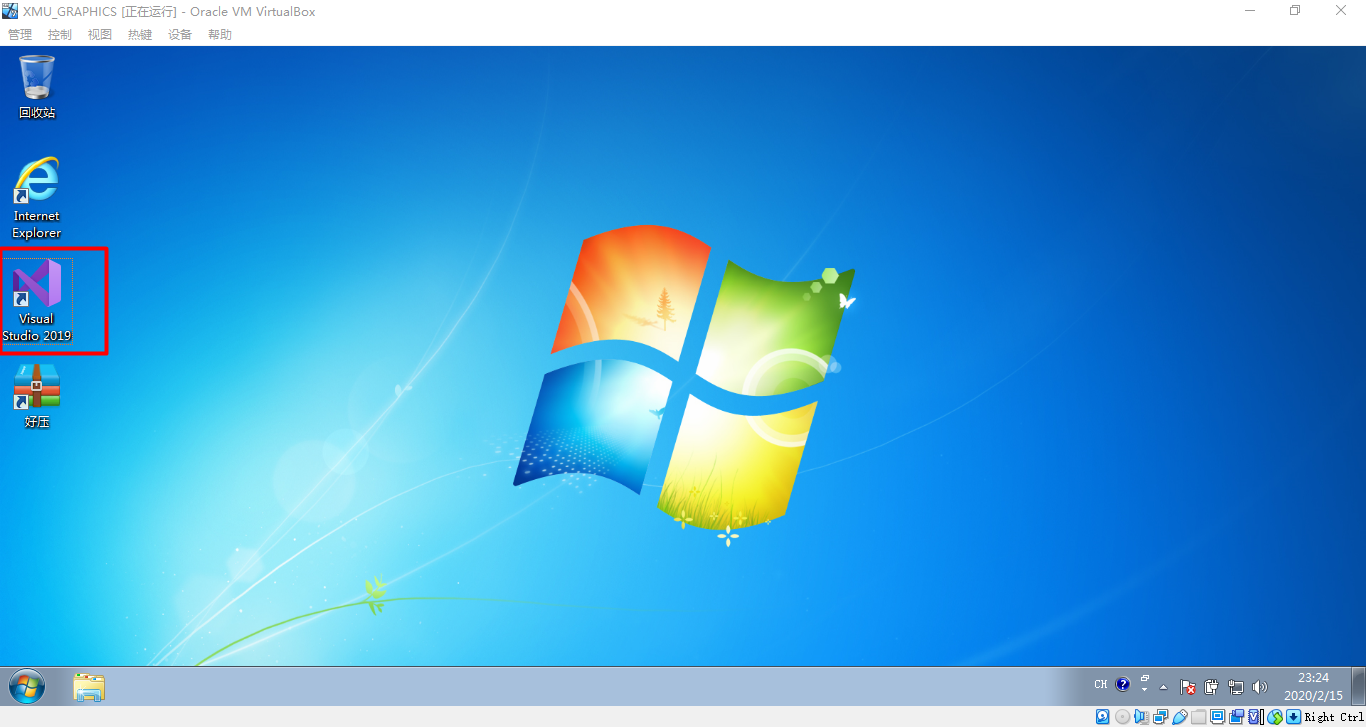 XMU_GRAPHICS [正在运行] - Oracle VM VirtualBox
管理 控制 视图 热键 设备 帮助
回收站
Internet
Explorer
Visual
Studio 2019
好压
CH
23:24
2020/2/15
Right Ctrl